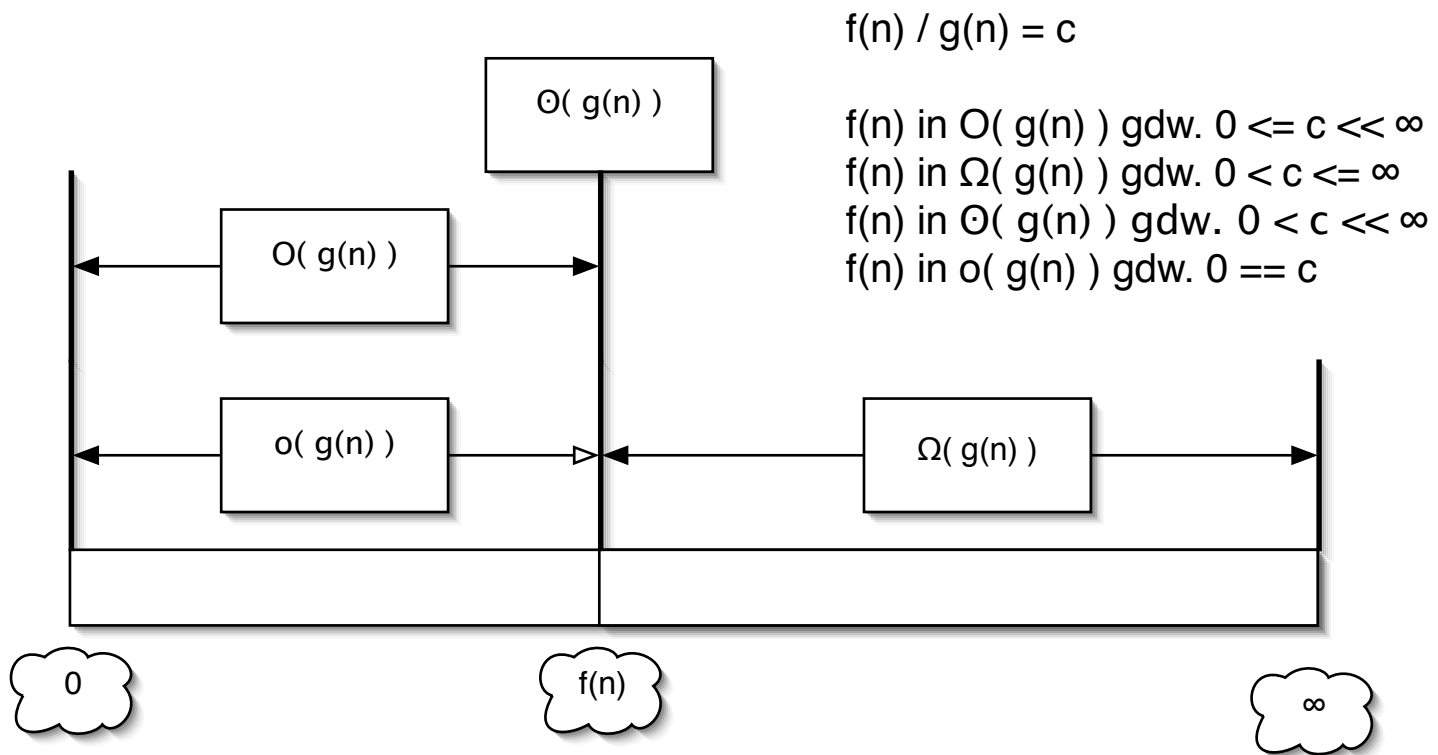 f(n) / g(n) = c
Θ( g(n) )
f(n) in O( g(n) ) gdw. 0 <= c << ∞
f(n) in Ω( g(n) ) gdw. 0 < c <= ∞
f(n) in Θ( g(n) ) gdw. 0 < c << ∞
f(n) in o( g(n) ) gdw. 0 == c
O( g(n) )
o( g(n) )
Ω( g(n) )
0
f(n)
∞